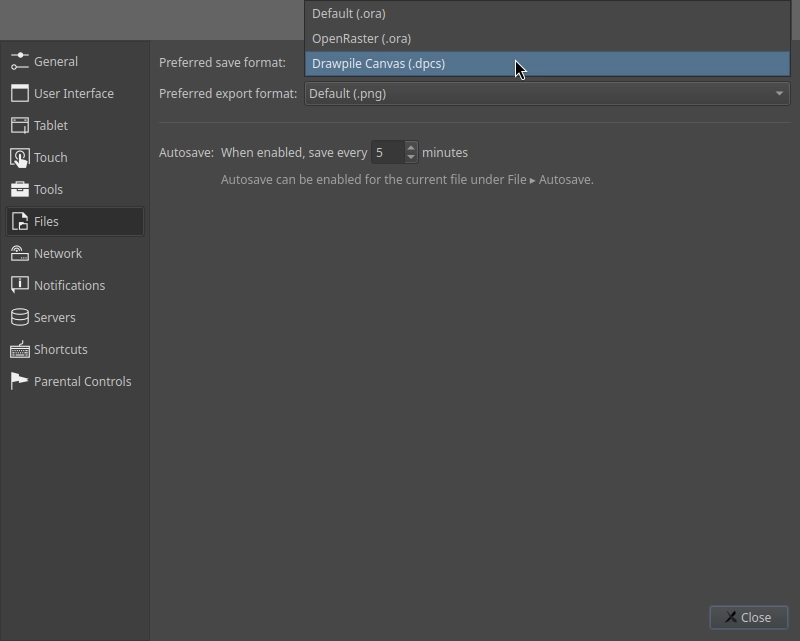 Default (.ora)
OpenRaster (.ora)
Preferred save format: Drawpile Canvas (.dpcs)
Preferred export format: Default (.png)
Autosave: When enabled, save every 5 minutes
Autosave can be enabled for the current file under File ▸ Autosave.
General
User Interface
Tablet
Touch
Tools
Files
Network
Notifications
Servers
Shortcuts
Parental Controls
Close